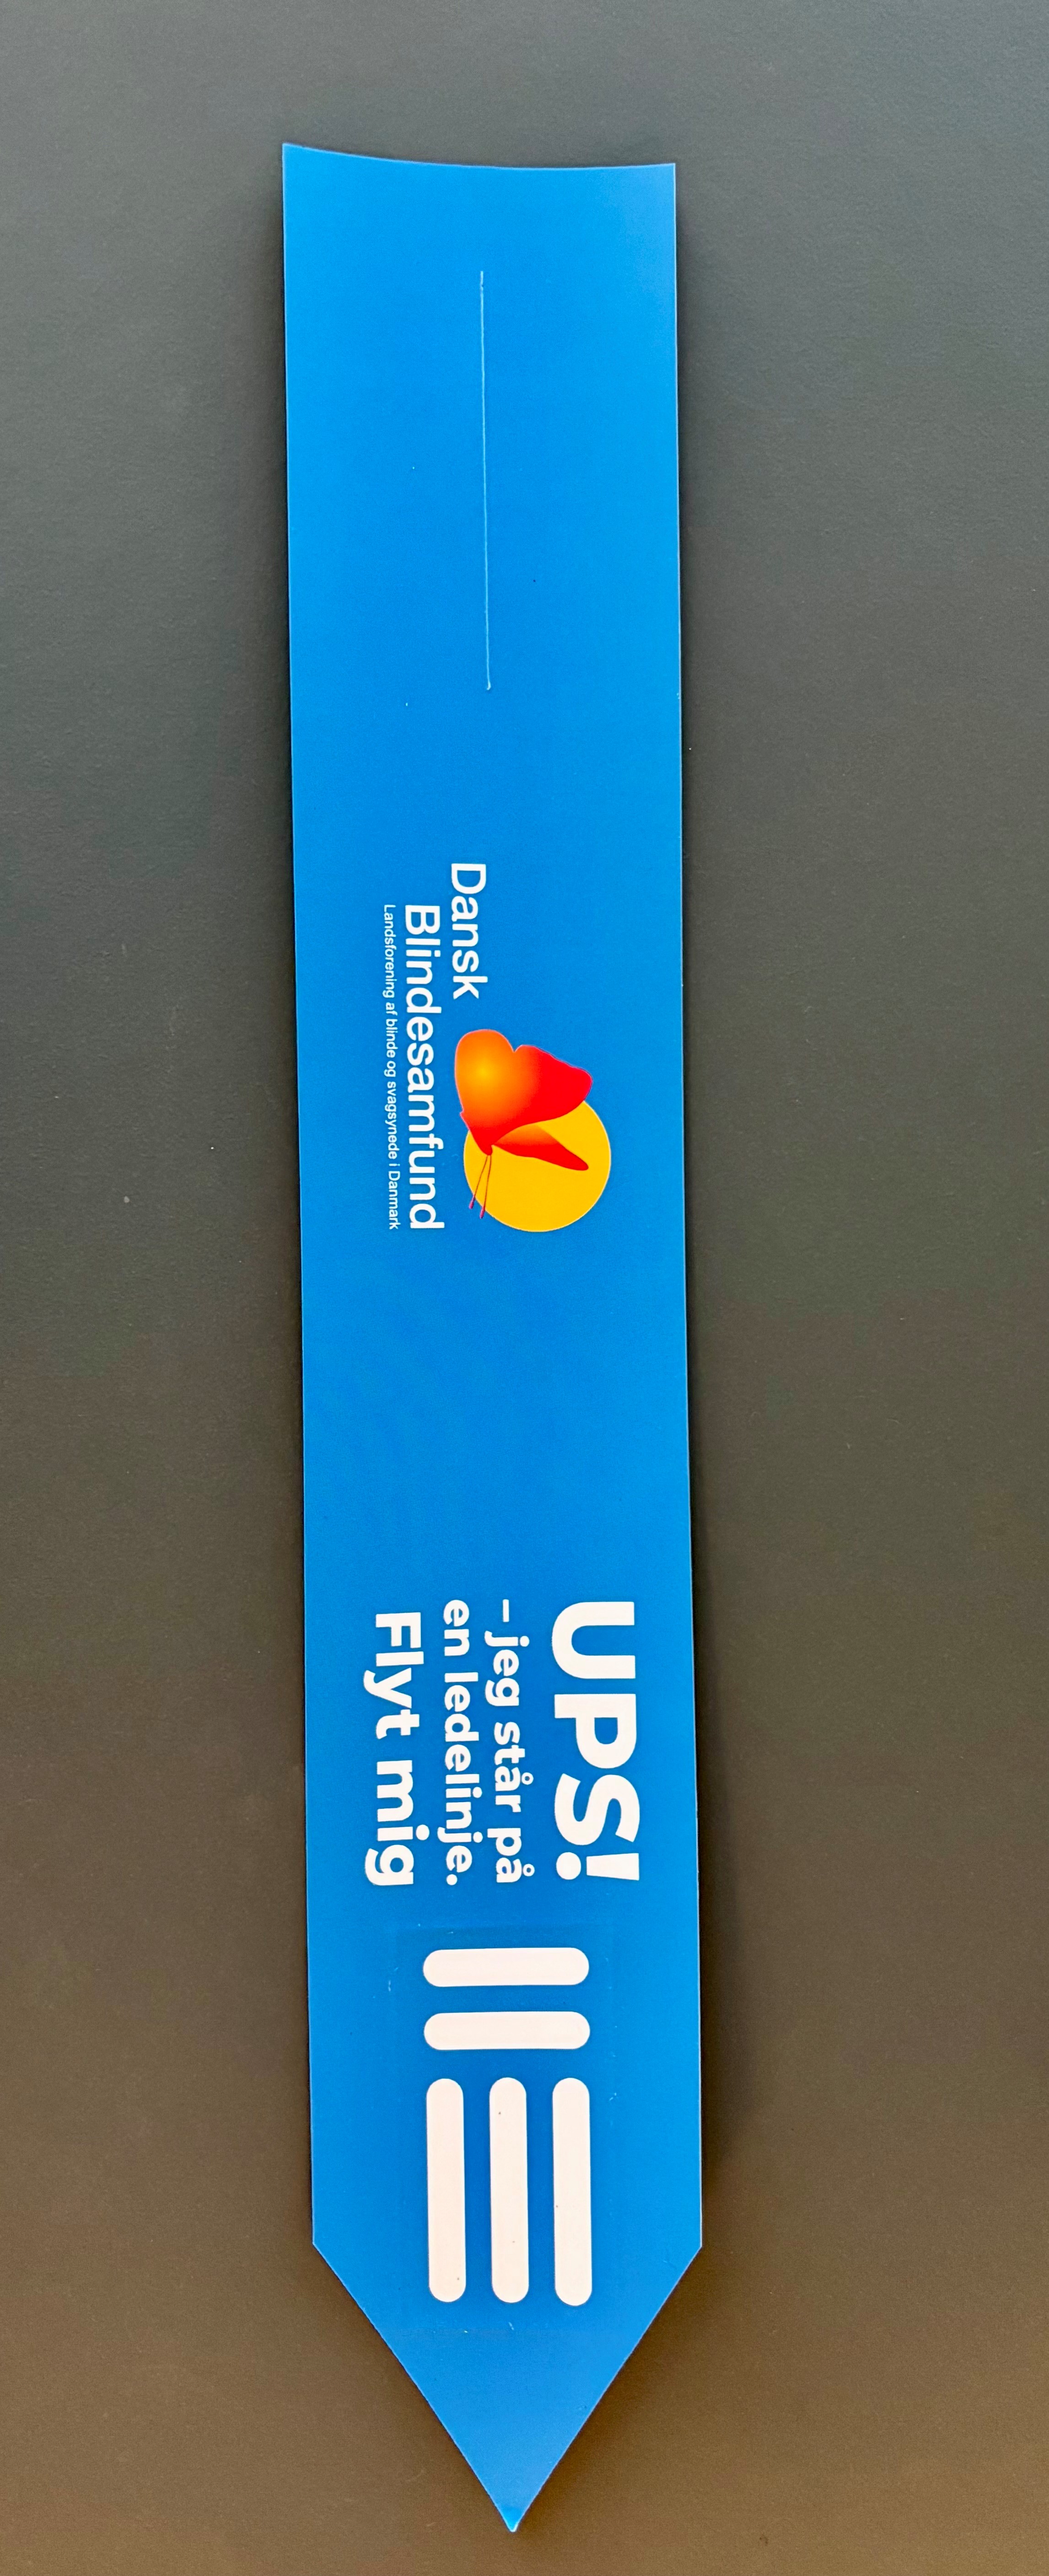 Dansk
Blindesamfund
Landsforening af blinde og svagsynede i Danmark
UPS!
– jeg står på
en ledelinje.
Flyt mig